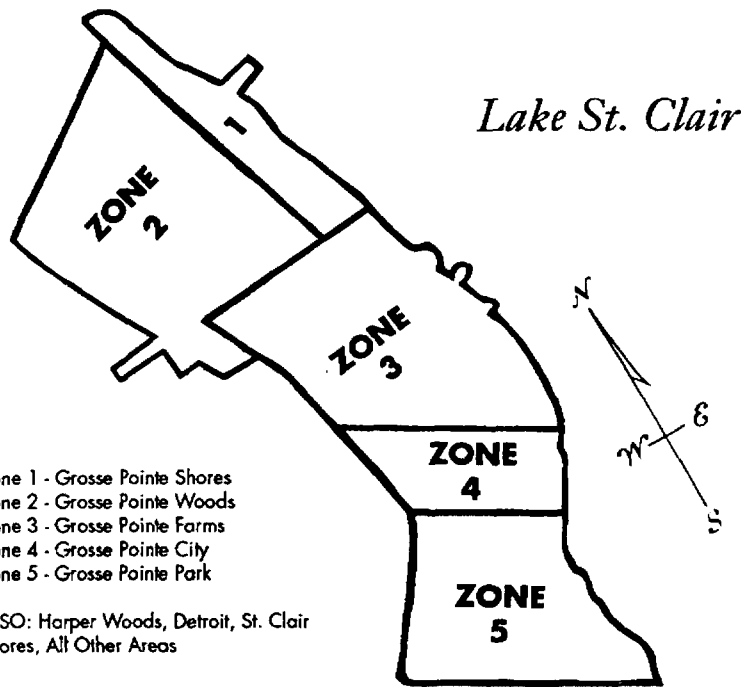 Lake St. Clair
1
ZONE
2
ZONE
3
N
E
W
S
ZONE
4
ne 1 - Grosse Pointe Shores
ne 2 - Grosse Pointe Woods
ne 3 - Grosse Pointe Farms
ne 4 - Grosse Pointe City
ne 5 - Grosse Pointe Park
SO: Harper Woods, Detroit, St. Clair
ores, All Other Areas
ZONE
5